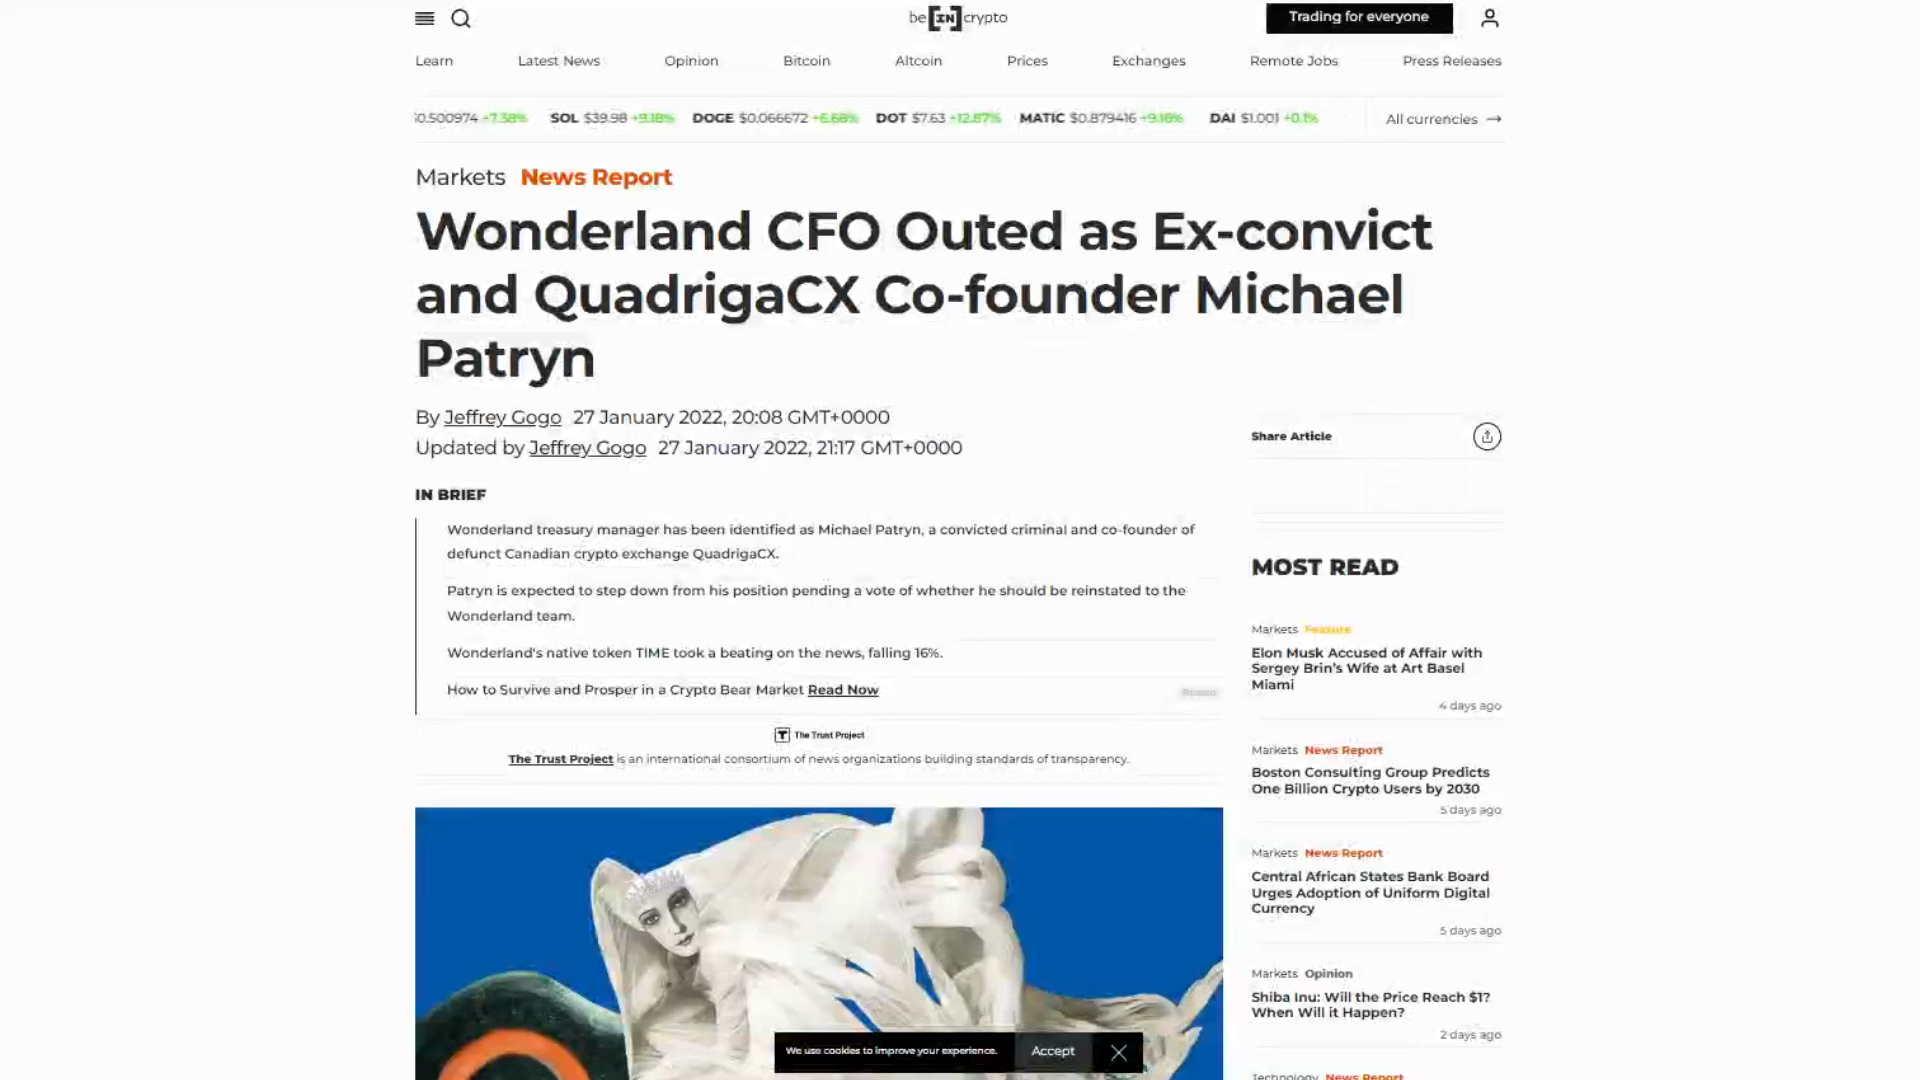 be[IN]crypto
Trading for everyone
Learn Latest News Opinion Bitcoin Altcoin Prices Exchanges Remote Jobs Press Releases
0.500974 +7.38% SOL $39.98 +9.18% DOGE $0.066672 +6.68% DOT $7.63 +12.87% MATIC $0.879416 +9.18% DAI $1.001 +0.1% All currencies →
Markets News Report
Wonderland CFO Outed as Ex-convict
and QuadrigaCX Co-founder Michael
Patryn
By Jeffrey Gogo 27 January 2022, 20:08 GMT+0000
Updated by Jeffrey Gogo 27 January 2022, 21:17 GMT+0000
IN BRIEF
Wonderland treasury manager has been identified as Michael Patryn, a convicted criminal and co-founder of
defunct Canadian crypto exchange QuadrigaCX.
Patryn is expected to step down from his position pending a vote of whether he should be reinstated to the
Wonderland team.
Wonderland's native token TIME took a beating on the news, falling 16%.
How to Survive and Prosper in a Crypto Bear Market Read Now
The Trust Project
The Trust Project is an international consortium of news organizations building standards of transparency.
We use cookies to improve your experience. Accept
Share Article
MOST READ
Markets Feature
Elon Musk Accused of Affair with
Sergey Brin's Wife at Art Basel
Miami
4 days ago
Markets News Report
Boston Consulting Group Predicts
One Billion Crypto Users by 2030
5 days ago
Markets News Report
Central African States Bank Board
Urges Adoption of Uniform Digital
Currency
5 days ago
Markets Opinion
Shiba Inu: Will the Price Reach $1?
When Will it Happen?
2 days ago
Technology News Report